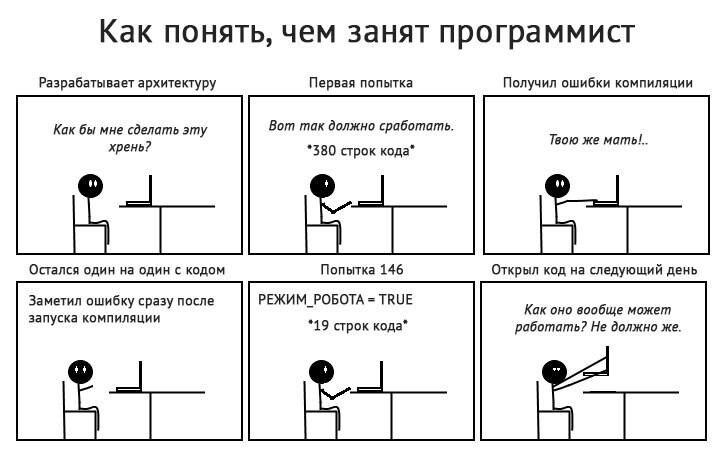 Как понять, чем занят программист
Разрабатывает архитектуру
Как бы мне сделать эту
хрень?
Первая попытка
Вот так должно сработать.
*380 строк кода*
Получил ошибки компиляции
Твою же мать!..
Остался один на один с кодом
Заметил ошибку сразу после
запуска компиляции
Попытка 146
РЕЖИМ_РОБОТА = TRUE
*19 строк кода*
Открыл код на следующий день
Как оно вообще может
работать? Не должно же.